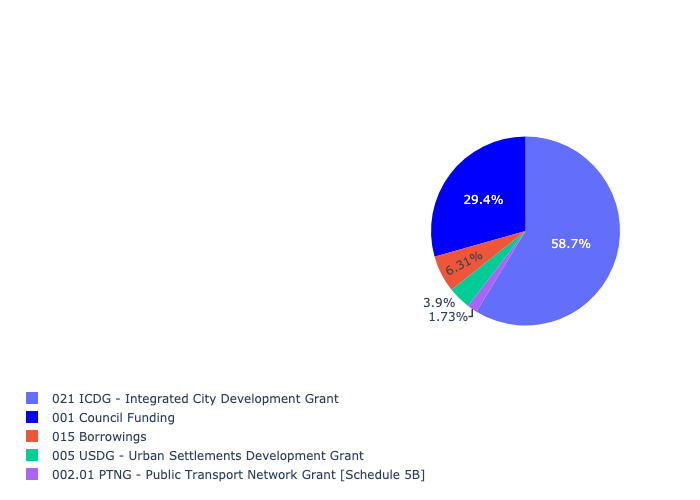 29.4%
58.7%
6.31%
3.9%
1.73%
021 ICDG - Integrated City Development Grant
001 Council Funding
015 Borrowings
005 USDG - Urban Settlements Development Grant
002.01 PTNG - Public Transport Network Grant [Schedule 5B]